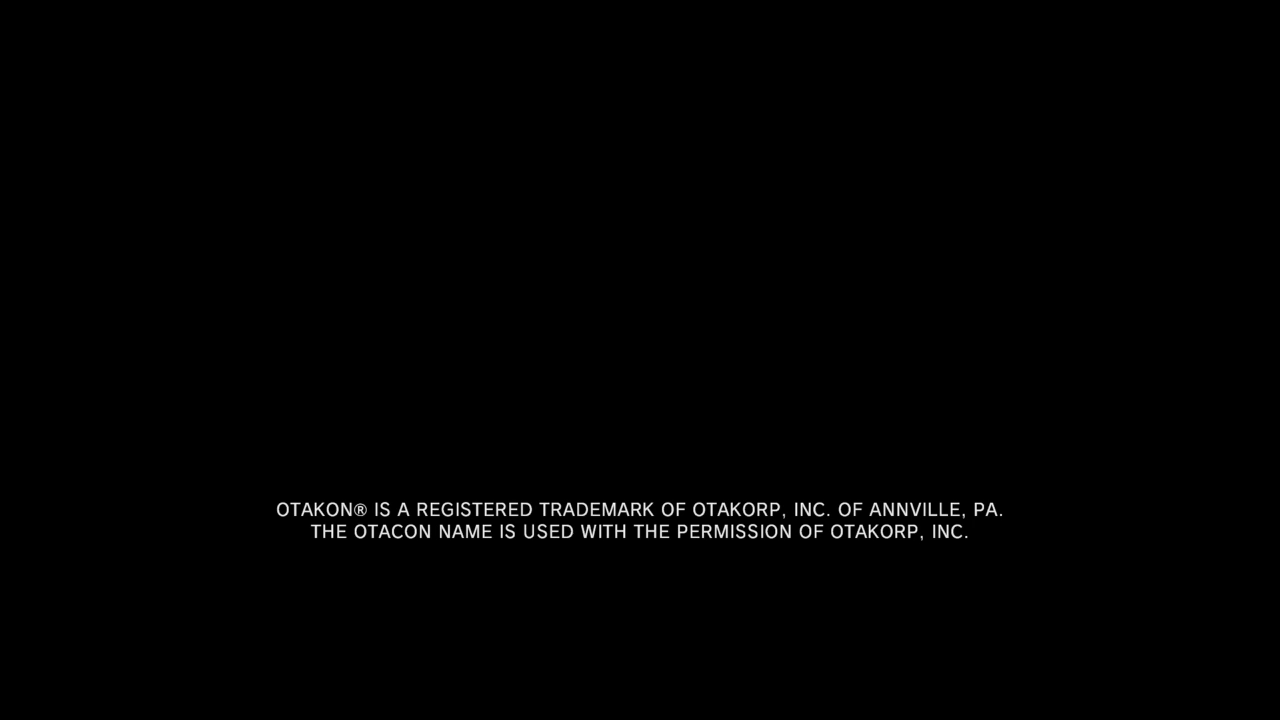 OTAKON® IS A REGISTERED TRADEMARK OF OTAKORP, INC. OF ANNVILLE, PA.
THE OTACON NAME IS USED WITH THE PERMISSION OF OTAKORP, INC.